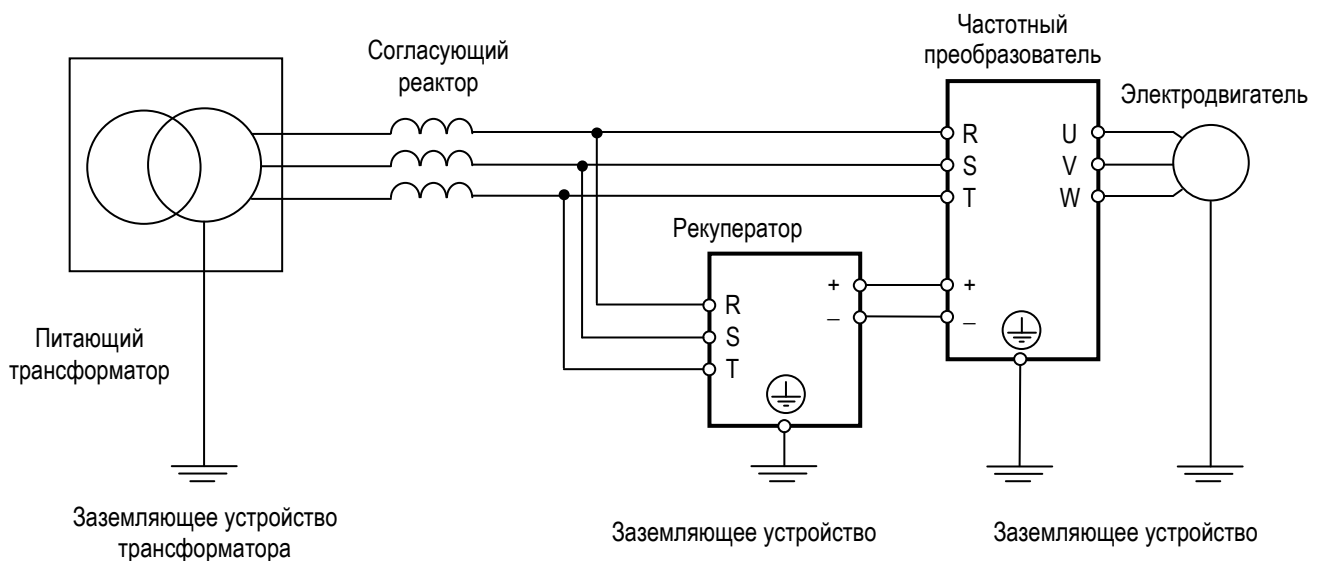 Частотный
преобразователь
Согласующий
реактор
Электродвигатель
R
U
S
V
T
W
Рекуператор
+
+
R
–
–
S
T
Питающий
трансформатор
Заземляющее устройство
трансформатора
Заземляющее устройство
Заземляющее устройство